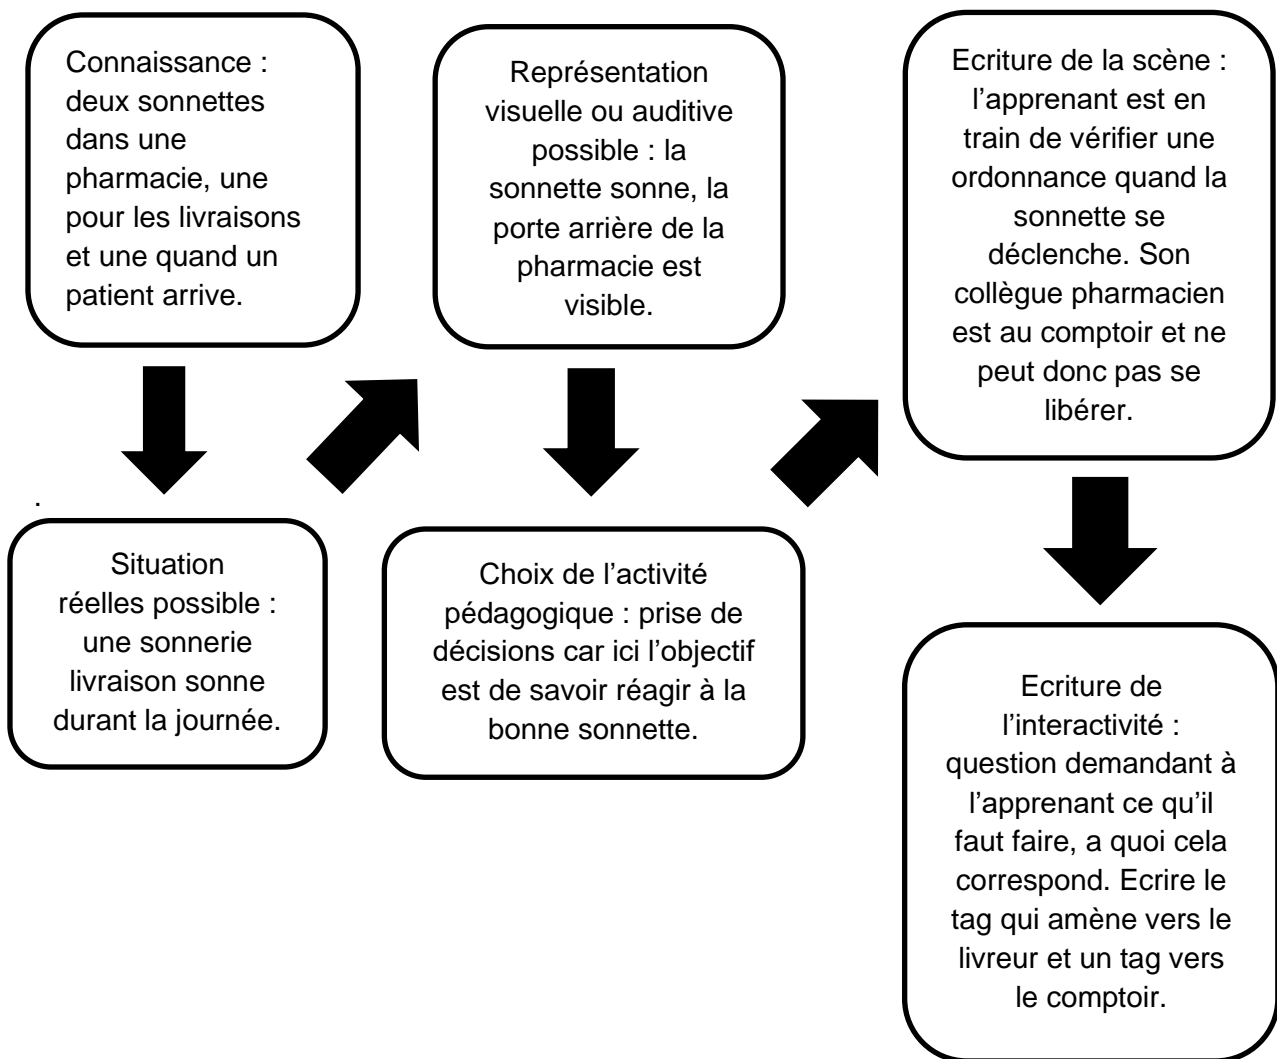 Connaissance :
deux sonnettes
dans une
pharmacie, une
pour les livraisons
et une quand un
patient arrive.
.
Situation
réelles possible :
une sonnerie
livraison sonne
durant la journée.
Représentation
visuelle ou auditive
possible : la
sonnette sonne, la
porte arrière de la
pharmacie est
visible.
Choix de l’activité
pédagogique : prise de
décisions car ici l’objectif
est de savoir réagir à la
bonne sonnette.
Ecriture de la scène :
l’apprenant est en
train de vérifier une
ordonnance quand la
sonnette se
déclenche. Son
collègue pharmacien
est au comptoir et ne
peut donc pas se
libérer.
Ecriture de
l’interactivité :
question demandant à
l’apprenant ce qu’il
faut faire, a quoi cela
correspond. Ecrire le
tag qui amène vers le
livreur et un tag vers
le comptoir.